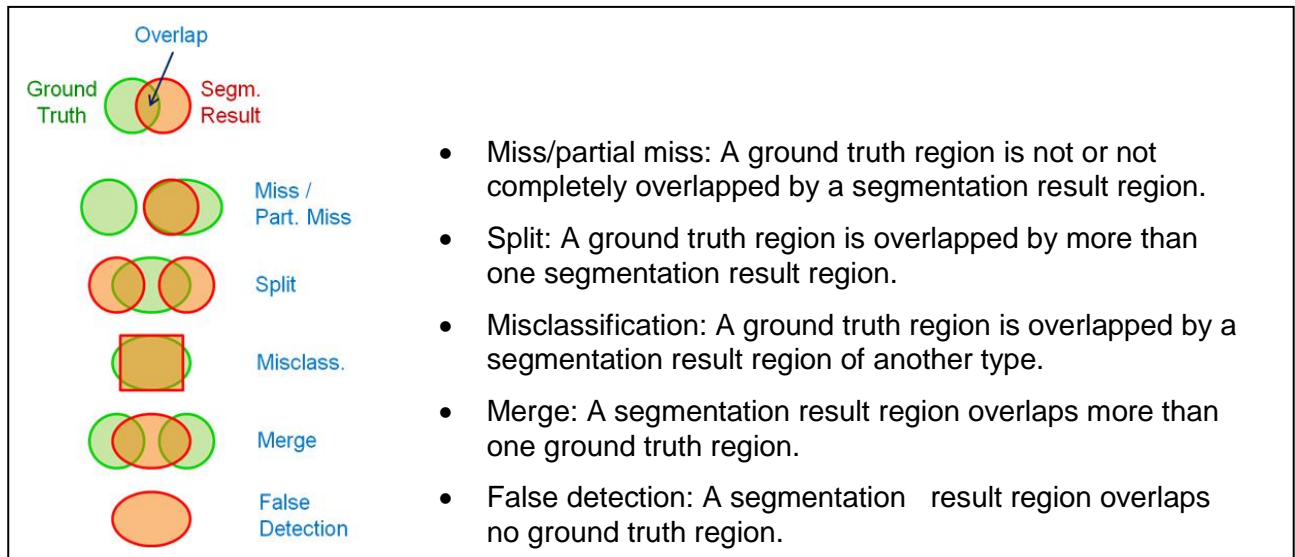 Overlap
Ground Segm.
Truth Result
Miss /
Part. Miss
Split
Misclass.
Merge
False
Detection
• Miss/partial miss: A ground truth region is not or not
completely overlapped by a segmentation result region.
• Split: A ground truth region is overlapped by more than
one segmentation result region.
• Misclassification: A ground truth region is overlapped by a
segmentation result region of another type.
• Merge: A segmentation result region overlaps more than
one ground truth region.
• False detection: A segmentation result region overlaps
no ground truth region.